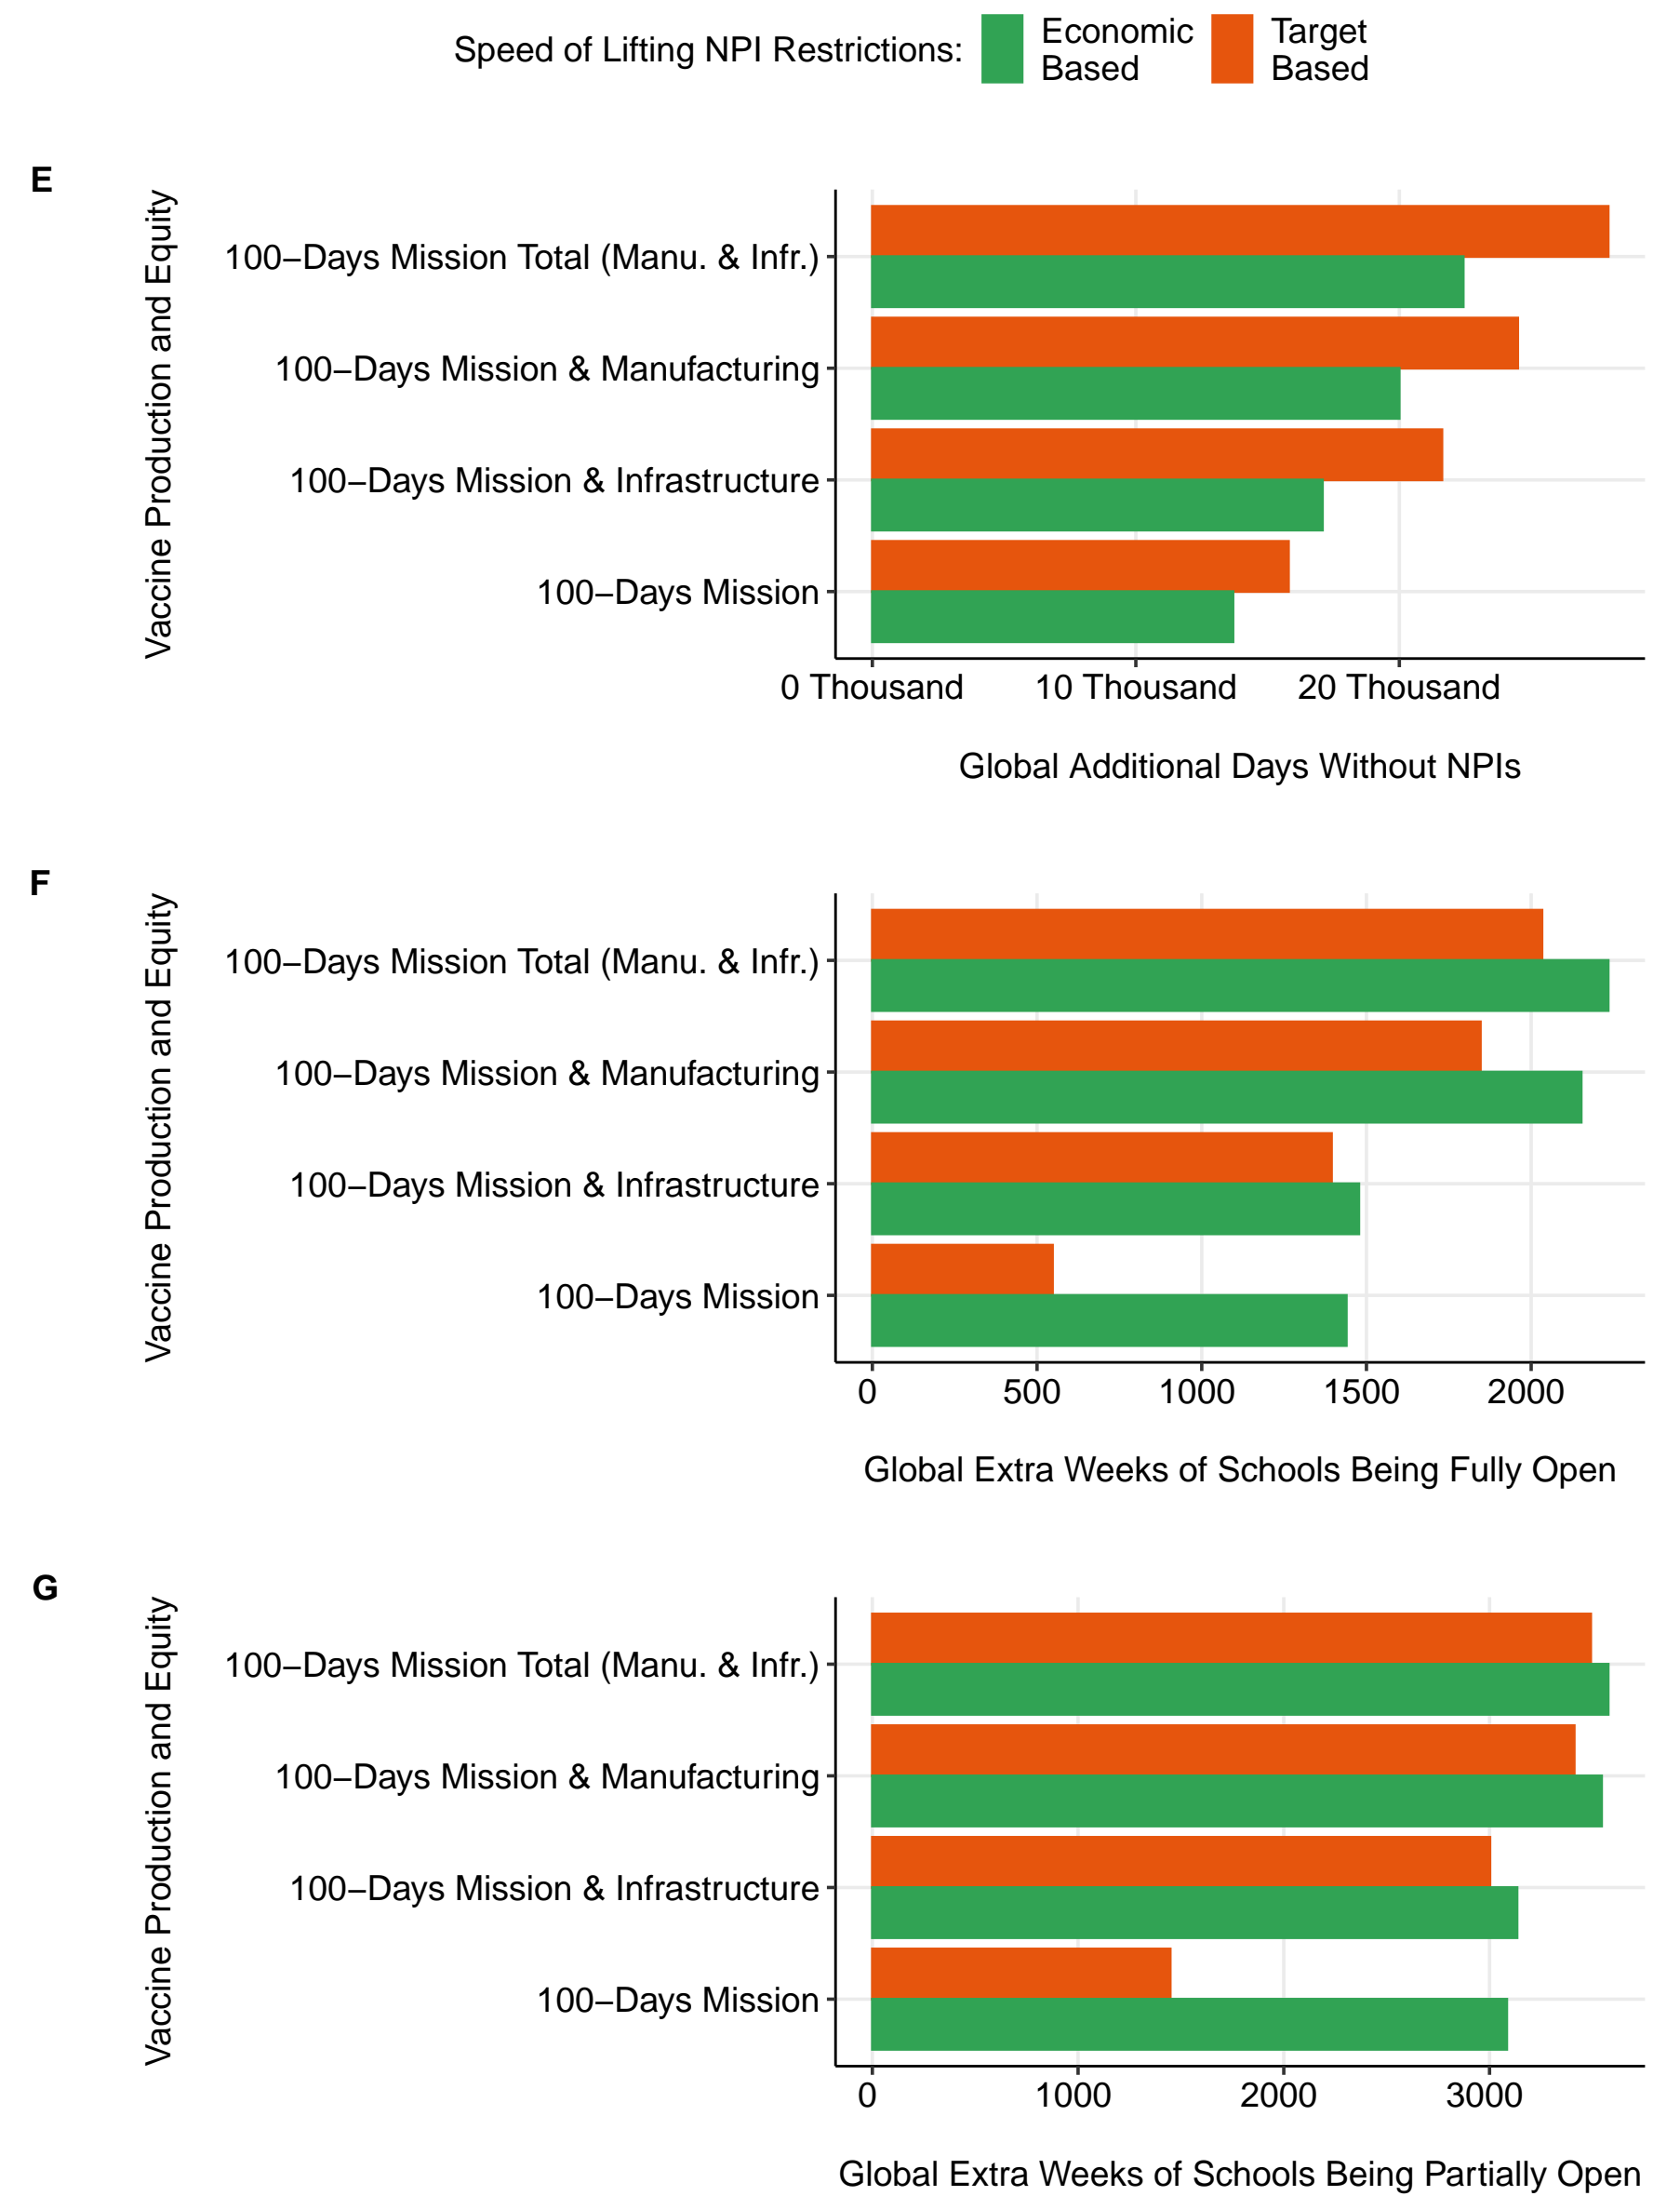 Speed of Lifting NPI Restrictions:
Economic
Based
Target
Based
E
Vaccine Production and Equity
100−Days Mission Total (Manu. & Infr.)
100−Days Mission & Manufacturing
100−Days Mission & Infrastructure
100−Days Mission
0 Thousand 10 Thousand 20 Thousand
Global Additional Days Without NPIs
F
Vaccine Production and Equity
100−Days Mission Total (Manu. & Infr.)
100−Days Mission & Manufacturing
100−Days Mission & Infrastructure
100−Days Mission
0 500 1000 1500 2000
Global Extra Weeks of Schools Being Fully Open
G
Vaccine Production and Equity
100−Days Mission Total (Manu. & Infr.)
100−Days Mission & Manufacturing
100−Days Mission & Infrastructure
100−Days Mission
0 1000 2000 3000
Global Extra Weeks of Schools Being Partially Open